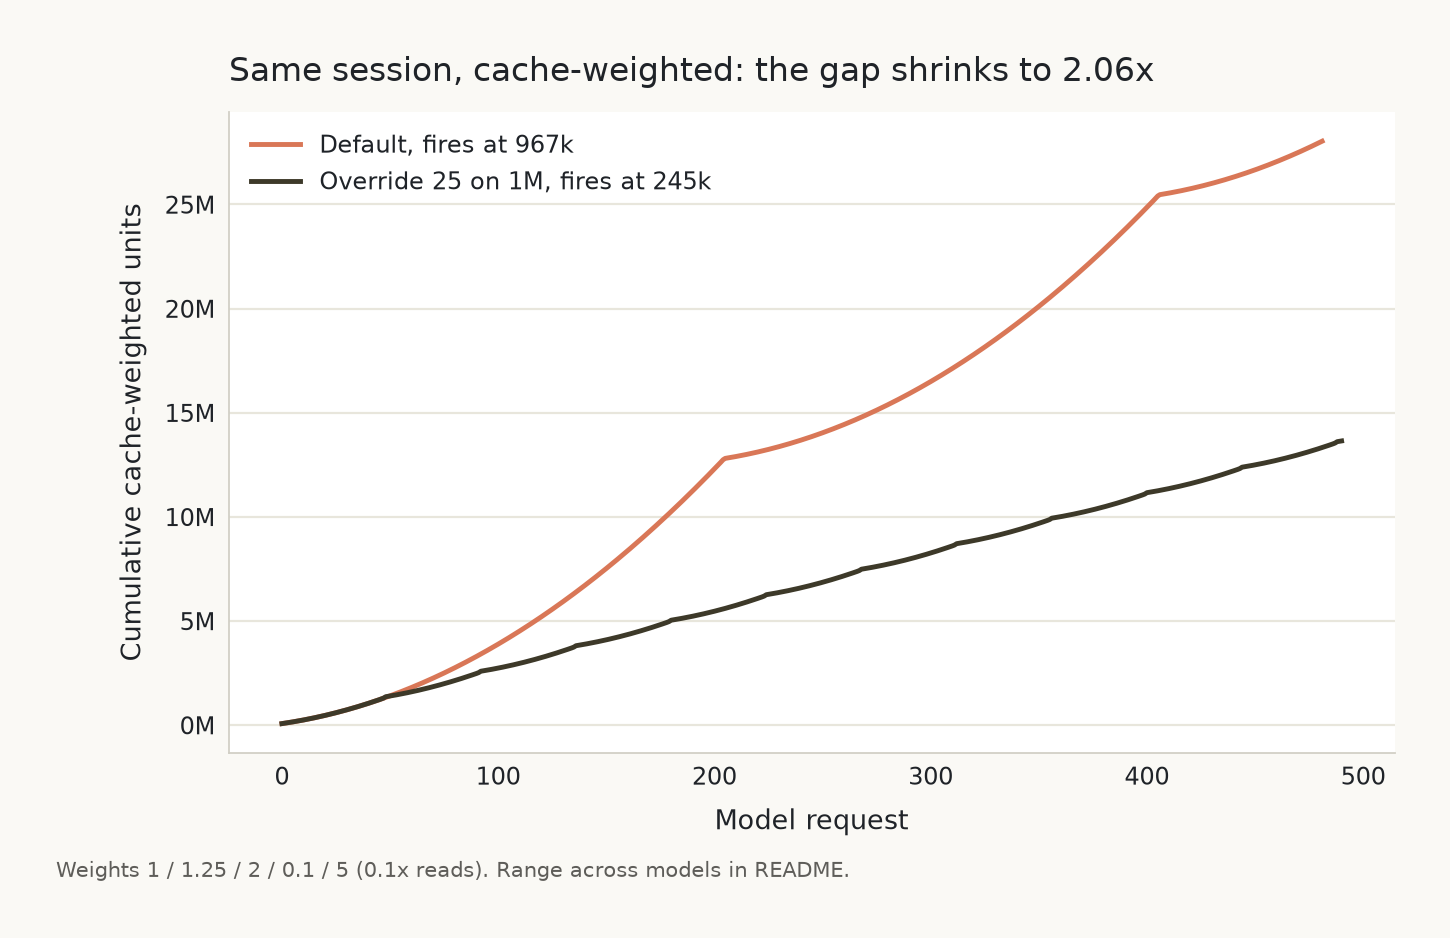 Same session, cache-weighted: the gap shrinks to 2.06x
Default, fires at 967k
Override 25 on 1M, fires at 245k
Cumulative cache-weighted units
25M
20M
15M
10M
5M
0M
0 100 200 300 400 500
Model request
Weights 1 / 1.25 / 2 / 0.1 / 5 (0.1x reads). Range across models in README.